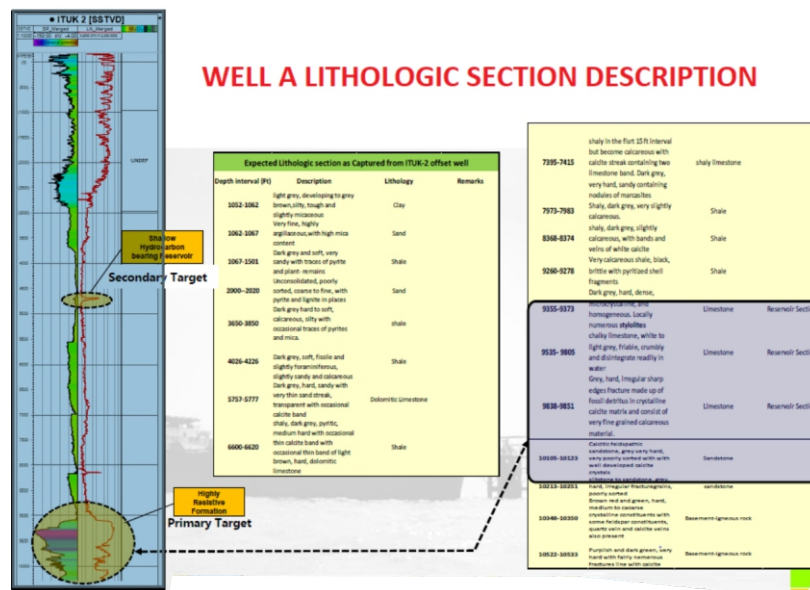 ITUK 2 [SSTVD]
SP_Merged
WELL A LITHOLOGIC SECTION DESCRIPTION
UNDEF
Shallow
Hydrocarbon
bearing Reservoir
Secondary Target
Highly
Resistive
Formation
Primary Target
Expected Lithologic section as Captured from ITUK-2 offset well
Depth interval (Ft) Description Lithology Remarks
light grey, developing to grey
1052-1062 brown,silty, tough and Clay
slightly micaceous
Very fine, highly
1062-1067 argillaceous,with high mica Sand
content
Dark grey and soft, very
1067-1501 sandy with traces of pyrite Shale
and plant- remains
Unconsolidated, poorly
2000--2020 sorted, coarse to fine, with Sand
pyrite and lignite in places
Dark grey hard to soft,
3650-3850 calcareous, silty with shale
occasional traces of pyrites
and mica.
4026-4226 Dark grey, soft, fissile and Shale
slightly foraminiferous,
slightly sandy and calcareous
Dark grey, hard, sandy with
5757-5777 very thin sand streak, Dolomitic Limestone
transparent with occasional
calcite band
shaly, dark grey, pyritic,
medium hard with occasional
6600-6620 thin calcite band with Shale
occasional thin band of light
brown, hard, dolomitic
limestone
shaly in the flurt 15 ft interval
but become calcareous with
7395-7415 calcite streak containing two shaly limestone
limestone band. Dark grey,
very hard, sandy containing
nodules of marcasites
7973-7983 Shaly, dark grey, very slightly Shale
calcareous.
shaly, dark grey, slightly
8368-8374 calcareous, with bands and Shale
veins of white calcite
Very calcareous shale, black,
9260-9278 brittle with pyritized shell Shale
fragments
Dark grey, hard, dense,
9355-9373 microcrystalline, and Limestone Reservoir Secti
homogeneous. Locally
numerous stylolites
chalky limestone, white to
9535- 9805 light grey, friable, crumbly Limestone Reservoir Secti
and disintegrate readily in
water
Grey, hard, irregular sharp
edges fracture made up of
9838-9851 fossil detritus in crystalline Limestone Reservoir Secti
calcite matrix and consist of
very fine grained calcareous
material.
Calcitic feldspathic
10105-10123 sandstone, grey very hard, Sandstone
very poorly sorted with with
well developed calcite
crystals
siltstone to sandstone, grey,
10213-10251 hard, irregular fracturegrains, sandstone
poorly sorted
Brown red and green, hard,
medium to coarse
10348-10350 crystalline constituents with Basement-Igneous rock
some feldspar constituents,
quartz vein and calcite veins
also present
Purplish and dark green, very
10522-10533 hard with fairly numerous Basement-Igneous rock
fractures line with calcite